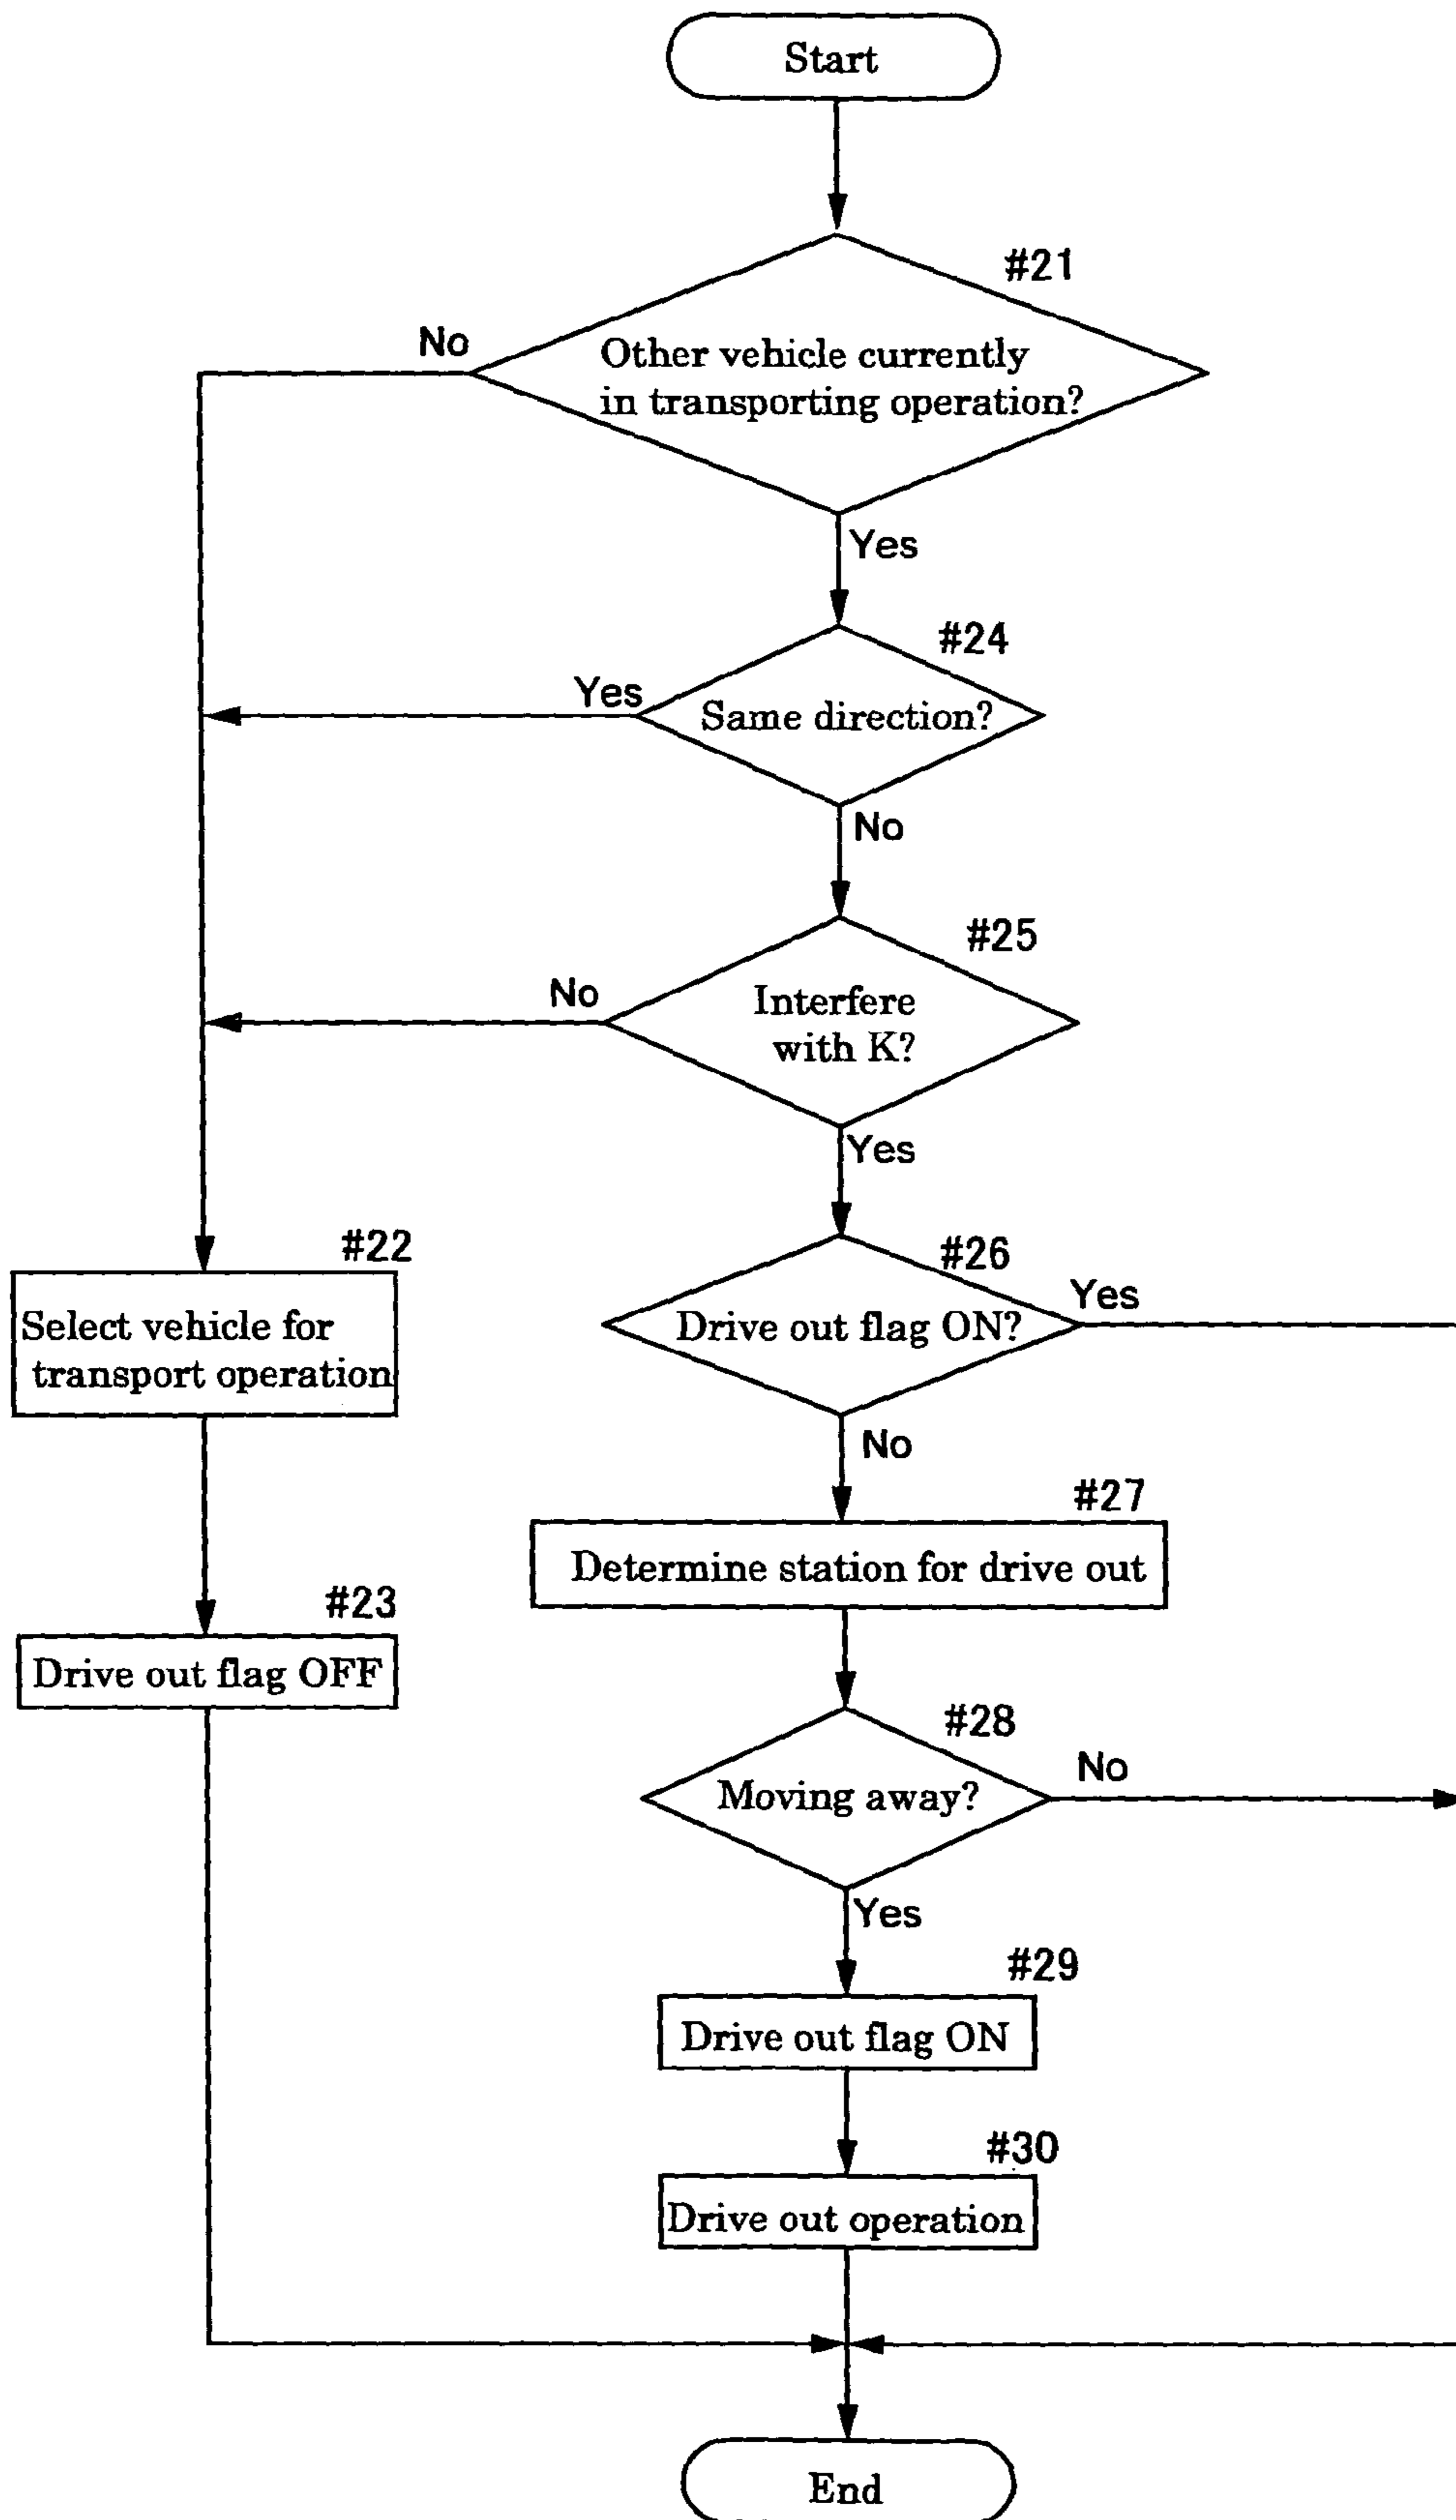 Start
#21
No
Other vehicle currently
in transporting operation?
Yes
#24
Yes
Same direction?
No
#25
No
Interfere
with K?
Yes
#22
#26
Yes
Select vehicle for
transport operation
Drive out flag ON?
No
#27
Determine station for drive out
#23
Drive out flag OFF
#28
No
Moving away?
Yes
#29
Drive out flag ON
#30
Drive out operation
End